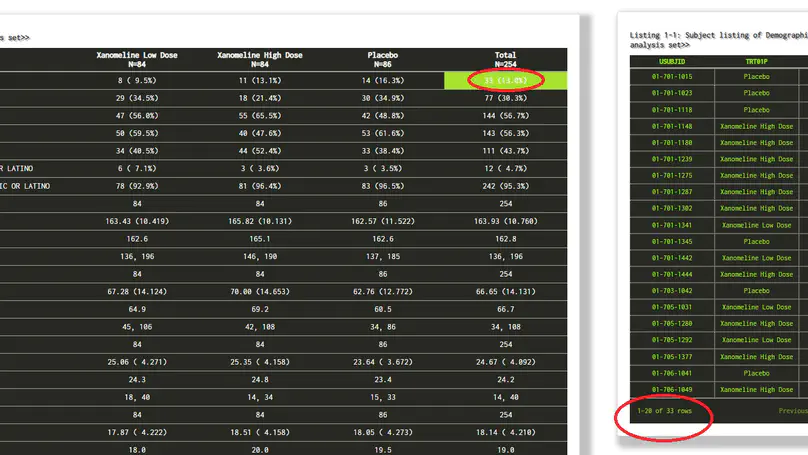 is set>>
Xanomeline Low Dose Xanomeline High Dose Placebo Total
N=84 N=84 N=86 N=254
8 ( 9.5%) 11 (13.1%) 14 (16.3%) 33 (13.0%)
29 (34.5%) 18 (21.4%) 30 (34.9%) 77 (30.3%)
47 (56.0%) 55 (65.5%) 42 (48.8%) 144 (56.7%)
50 (59.5%) 40 (47.6%) 53 (61.6%) 143 (56.3%)
34 (40.5%) 44 (52.4%) 33 (38.4%) 111 (43.7%)
R LATINO 6 ( 7.1%) 3 ( 3.6%) 3 ( 3.5%) 12 ( 4.7%)
IC OR LATINO 78 (92.9%) 81 (96.4%) 83 (96.5%) 242 (95.3%)
84 84 86 254
163.43 (10.419) 165.82 (10.131) 162.57 (11.522) 163.93 (10.760)
162.6 165.1 162.6 162.8
136, 196 146, 190 137, 185 136, 196
84 84 86 254
67.28 (14.124) 70.00 (14.653) 62.76 (12.772) 66.65 (14.131)
64.9 69.2 60.5 66.7
45, 106 42, 108 34, 86 34, 108
84 84 86 254
25.06 ( 4.271) 25.35 ( 4.158) 23.64 ( 3.672) 24.67 ( 4.092)
24.3 24.8 23.4 24.2
18, 40 14, 34 15, 33 14, 40
84 84 86 254
17.87 ( 4.222) 18.51 ( 4.158) 18.05 ( 4.273) 18.14 ( 4.210)
18.0 20.0 19.5 19.0
Listing 1-1: Subject listing of Demographi
analysis set>>
USUBJID TRT01P
01-701-1015 Placebo
01-701-1023 Placebo
01-701-1118 Placebo
01-701-1148 Xanomeline High Dose
01-701-1180 Xanomeline High Dose
01-701-1239 Xanomeline High Dose
01-701-1275 Xanomeline High Dose
01-701-1287 Xanomeline High Dose
01-701-1302 Xanomeline High Dose
01-701-1341 Xanomeline Low Dose
01-701-1345 Placebo
01-701-1442 Xanomeline Low Dose
01-701-1444 Xanomeline High Dose
01-703-1042 Placebo
01-705-1031 Xanomeline Low Dose
01-705-1280 Xanomeline High Dose
01-705-1292 Xanomeline Low Dose
01-705-1377 Xanomeline High Dose
01-706-1041 Placebo
01-706-1049 Xanomeline High Dose
1-20 of 33 rows Previous